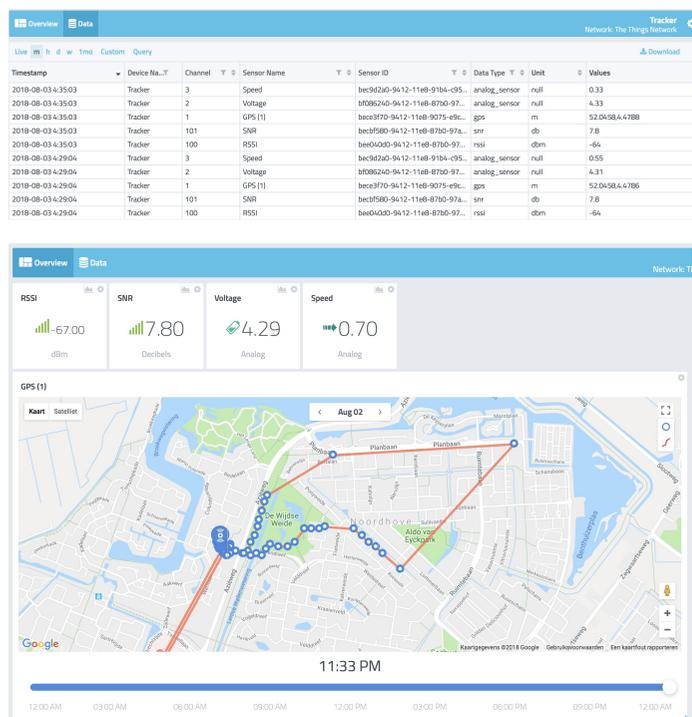 Overview Data
Tracker
Network: The Things Network
Live m h d w 1mo Custom Query Download
Timestamp Device Na... Channel Sensor Name Sensor ID Data Type Unit Values
2018-08-03 4:35:03 Tracker 3 Speed bec9d2a0-9412-11e8-91b4-c95... analog_sensor null 0.33
2018-08-03 4:35:03 Tracker 2 Voltage bf086240-9412-11e8-87b0-97... analog_sensor null 4.33
2018-08-03 4:35:03 Tracker 1 GPS (1) bece3f70-9412-11e8-9075-e9c... gps m 52.0458,4.4788
2018-08-03 4:35:03 Tracker 101 SNR becbf580-9412-11e8-87b0-97a... snr db 7.8
2018-08-03 4:35:03 Tracker 100 RSSI bee040d0-9412-11e8-87b0-97... rssi dbm -64
2018-08-03 4:29:04 Tracker 3 Speed bec9d2a0-9412-11e8-91b4-c95... analog_sensor null 0.55
2018-08-03 4:29:04 Tracker 2 Voltage bf086240-9412-11e8-87b0-97... analog_sensor null 4.31
2018-08-03 4:29:04 Tracker 1 GPS (1) bece3f70-9412-11e8-9075-e9c... gps m 52.0458,4.4786
2018-08-03 4:29:04 Tracker 101 SNR becbf580-9412-11e8-87b0-97a... snr db 7.8
2018-08-03 4:29:04 Tracker 100 RSSI bee040d0-9412-11e8-87b0-97... rssi dbm -64
Overview Data
Network: T
RSSI SNR Voltage Speed
-67.00 7.80 4.29 0.70
dBm Decibels Analog Analog
GPS (1)
Kaart Satelliet
Aug 02
Planbaan
Planbaan
Planbaan
De Wijdse Weide
Noordhove
Aldo van Eyckpark
Benthuizerplas
Zegwaartseweg
Slootweg
Geerweg
Azieweg
Google
Kaartgegevens ©2018 Google Gebruiksvoorwaarden Een kaartfout rapporteren
11:33 PM
12:00 AM 03:00 AM 06:00 AM 09:00 AM 12:00 PM 03:00 PM 06:00 PM 09:00 PM 12:00 AM